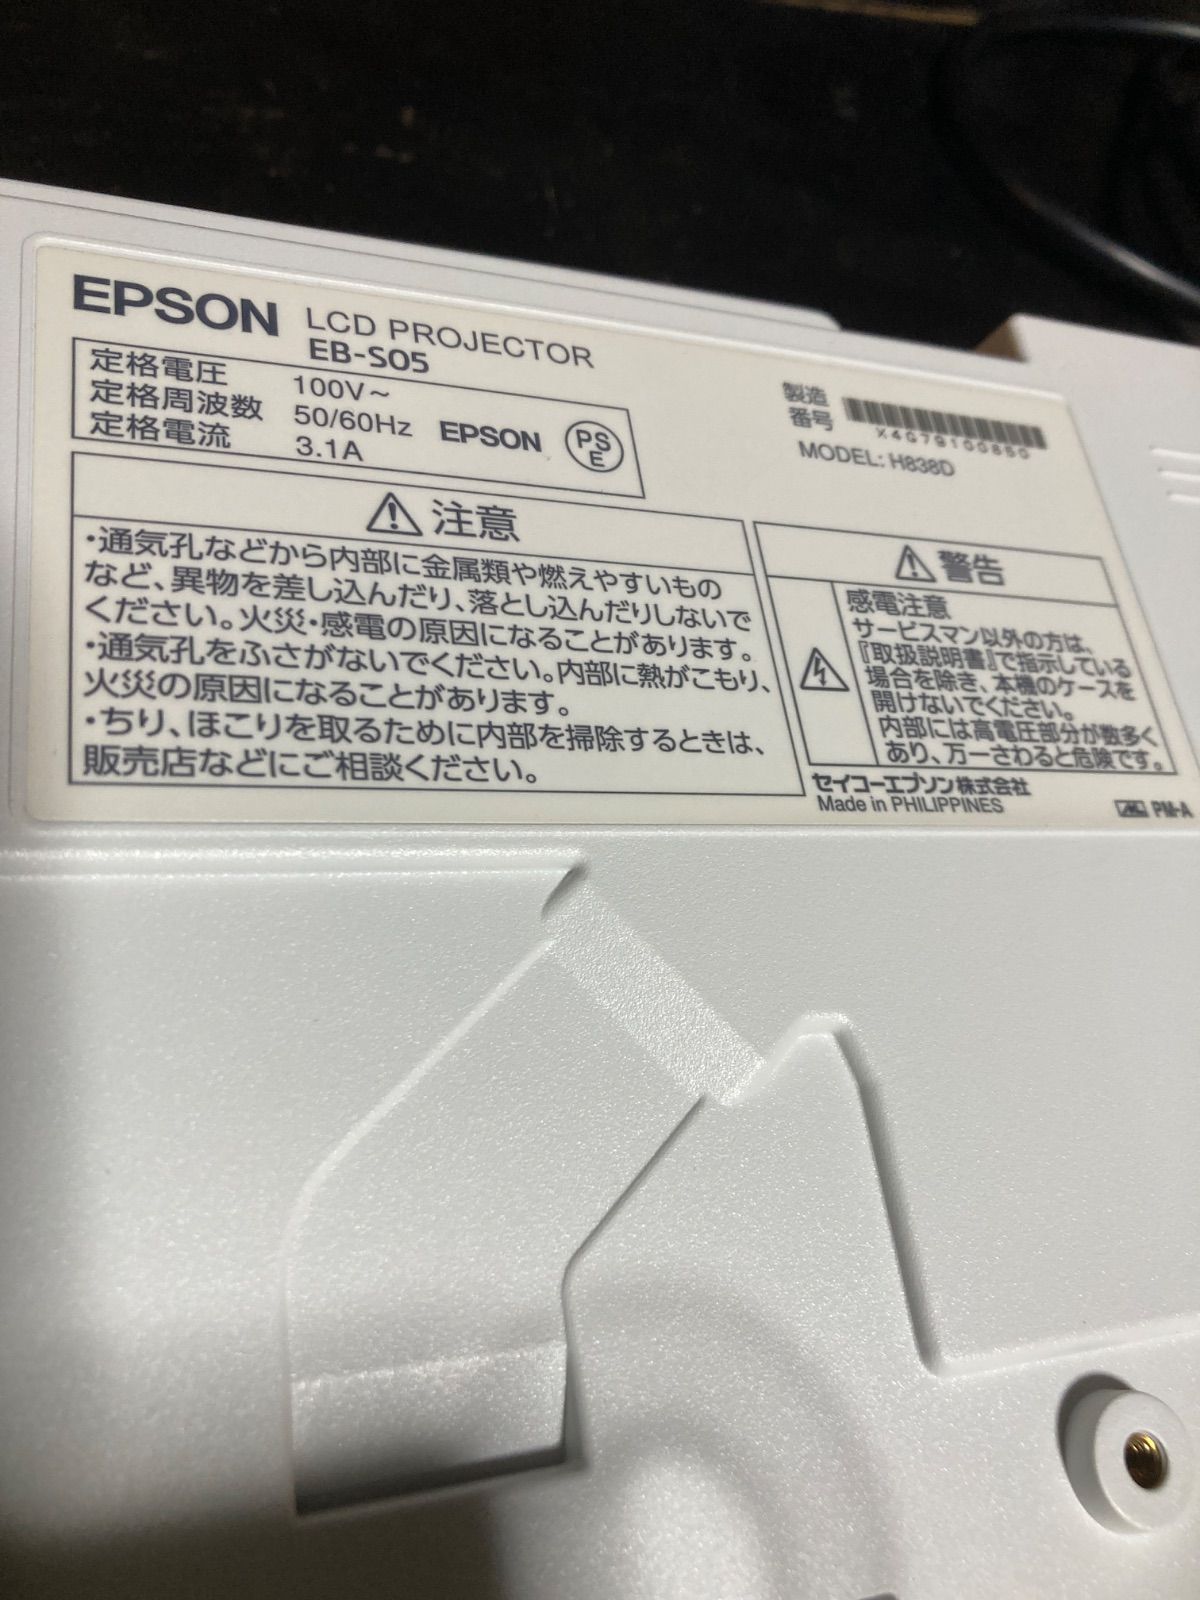 EPSON LCD PROJECTOR
EB-S05
定格電圧 100V～
定格周波数 50/60Hz
定格電流 3.1A
EPSON
PS
E
製造
番号
X4G79100850
MODEL: H838D
注意
・通気孔などから内部に金属類や燃えやすいもの
など、異物を差し込んだり、落とし込んだりしないで
ください。火災・感電の原因になることがあります。
・通気孔をふさがないでください。内部に熱がこもり、
火災の原因になることがあります。
・ちり、ほこりを取るために内部を掃除するときは、
販売店などにご相談ください。
警告
感電注意
サービスマン以外の方は、
『取扱説明書』で指示している
場合を除き、本機のケースを
開けないでください。
内部には高電圧部分が数多く
あり、万一さわると危険です。
セイコーエプソン株式会社
Made in PHILIPPINES
PM-A